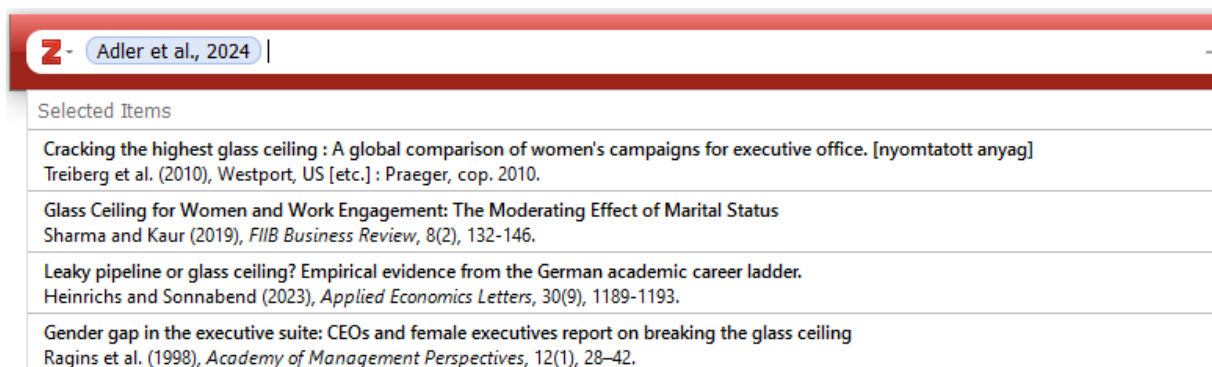 Z Adler et al., 2024
Selected Items
Cracking the highest glass ceiling : A global comparison of women's campaigns for executive office. [nyomtatott anyag]
Treiberg et al. (2010), Westport, US [etc.] : Praeger, cop. 2010.
Glass Ceiling for Women and Work Engagement: The Moderating Effect of Marital Status
Sharma and Kaur (2019), FIIB Business Review, 8(2), 132-146.
Leaky pipeline or glass ceiling? Empirical evidence from the German academic career ladder.
Heinrichs and Sonnabend (2023), Applied Economics Letters, 30(9), 1189-1193.
Gender gap in the executive suite: CEOs and female executives report on breaking the glass ceiling
Ragins et al. (1998), Academy of Management Perspectives, 12(1), 28–42.